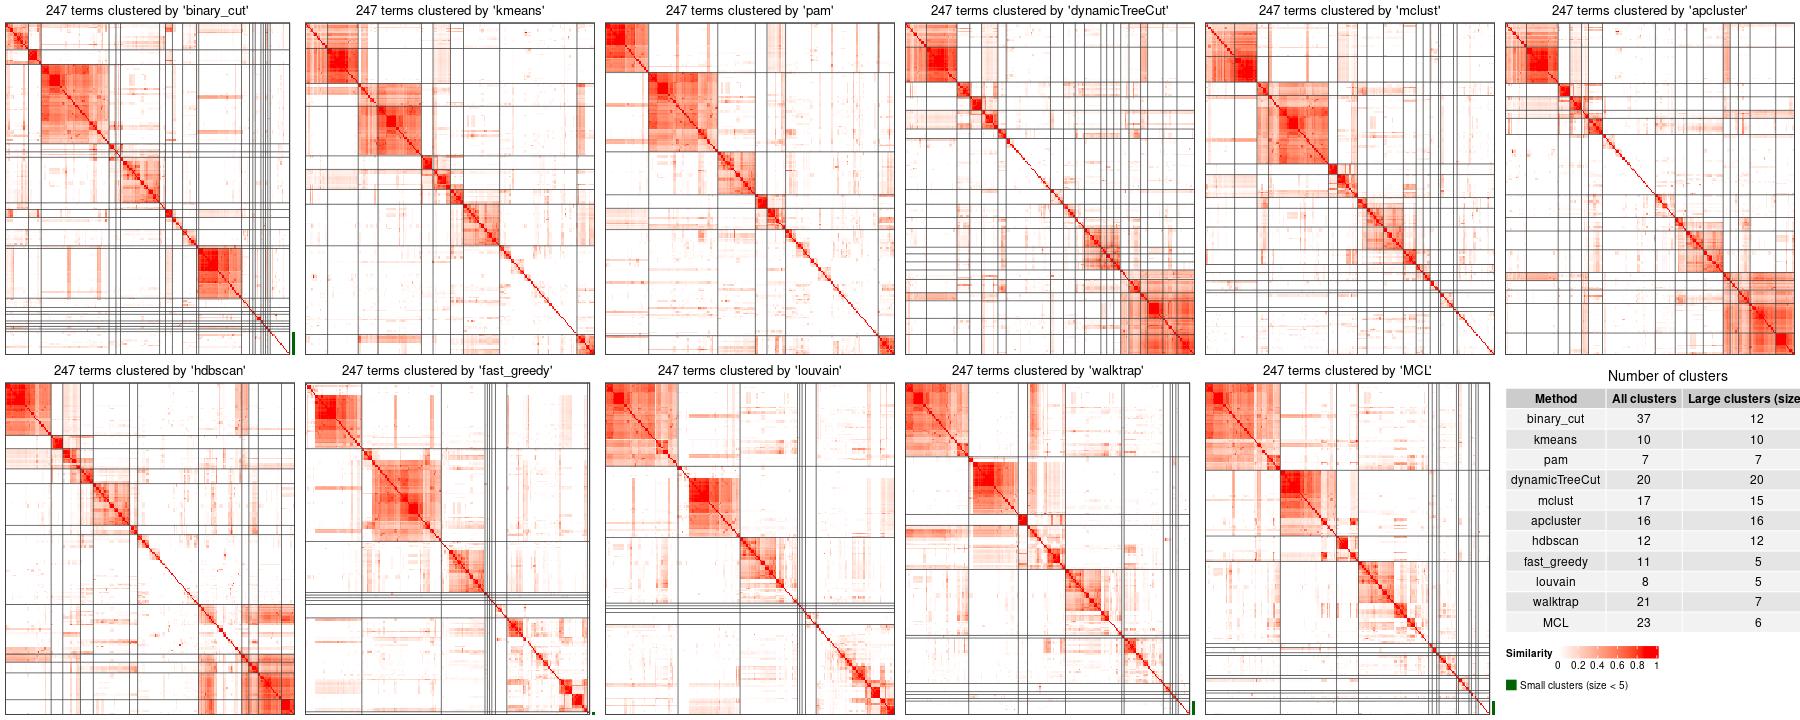 247 terms clustered by 'binary_cut'
247 terms clustered by 'kmeans'
247 terms clustered by 'pam'
247 terms clustered by 'dynamicTreeCut'
247 terms clustered by 'mclust'
247 terms clustered by 'apcluster'
247 terms clustered by 'hdbscan'
247 terms clustered by 'fast_greedy'
247 terms clustered by 'louvain'
247 terms clustered by 'walktrap'
247 terms clustered by 'MCL'
Number of clusters
Method All clusters Large clusters (size
binary_cut 37 12
kmeans 10 10
pam 7 7
dynamicTreeCut 20 20
mclust 17 15
apcluster 16 16
hdbscan 12 12
fast_greedy 11 5
louvain 8 5
walktrap 21 7
MCL 23 6
Similarity
0 0.2 0.4 0.6 0.8 1
Small clusters (size < 5)